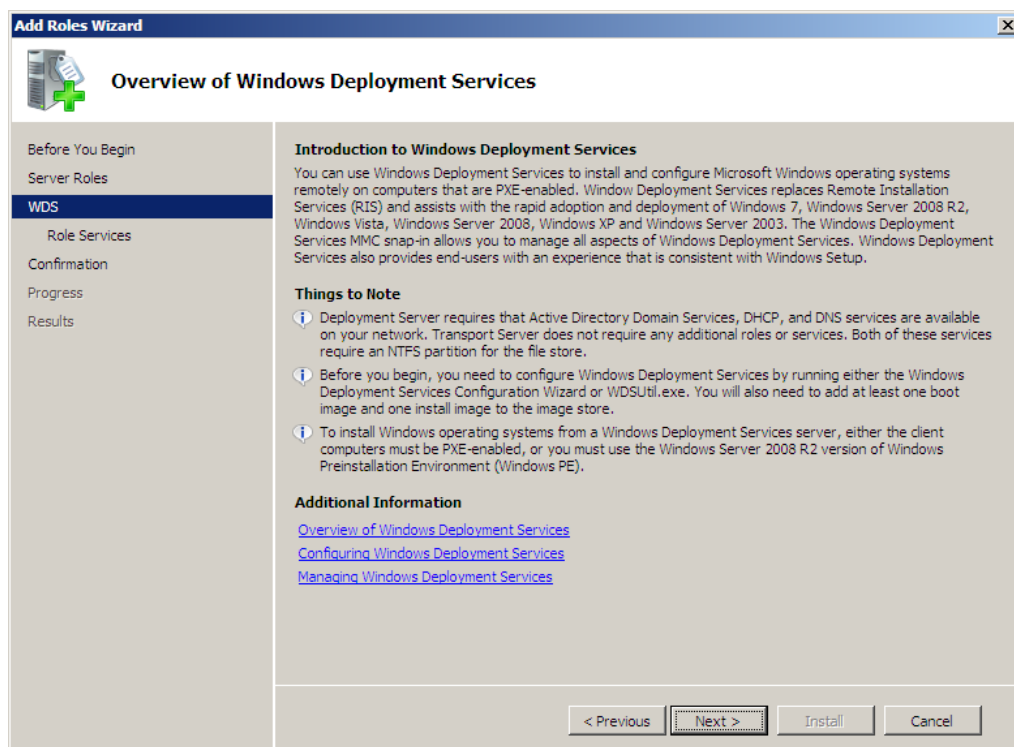 Add Roles Wizard
Overview of Windows Deployment Services
Before You Begin
Server Roles
WDS
Role Services
Confirmation
Progress
Results
Introduction to Windows Deployment Services
You can use Windows Deployment Services to install and configure Microsoft Windows operating systems
remotely on computers that are PXE-enabled. Window Deployment Services replaces Remote Installation
Services (RIS) and assists with the rapid adoption and deployment of Windows 7, Windows Server 2008 R2,
Windows Vista, Windows Server 2008, Windows XP and Windows Server 2003. The Windows Deployment
Services MMC snap-in allows you to manage all aspects of Windows Deployment Services. Windows Deployment
Services also provides end-users with an experience that is consistent with Windows Setup.
Things to Note
Deployment Server requires that Active Directory Domain Services, DHCP, and DNS services are available
on your network. Transport Server does not require any additional roles or services. Both of these services
require an NTFS partition for the file store.
Before you begin, you need to configure Windows Deployment Services by running either the Windows
Deployment Services Configuration Wizard or WDSUtil.exe. You will also need to add at least one boot
image and one install image to the image store.
To install Windows operating systems from a Windows Deployment Services server, either the client
computers must be PXE-enabled, or you must use the Windows Server 2008 R2 version of Windows
Preinstallation Environment (Windows PE).
Additional Information
Overview of Windows Deployment Services
Configuring Windows Deployment Services
Managing Windows Deployment Services
< Previous
Next >
Install
Cancel